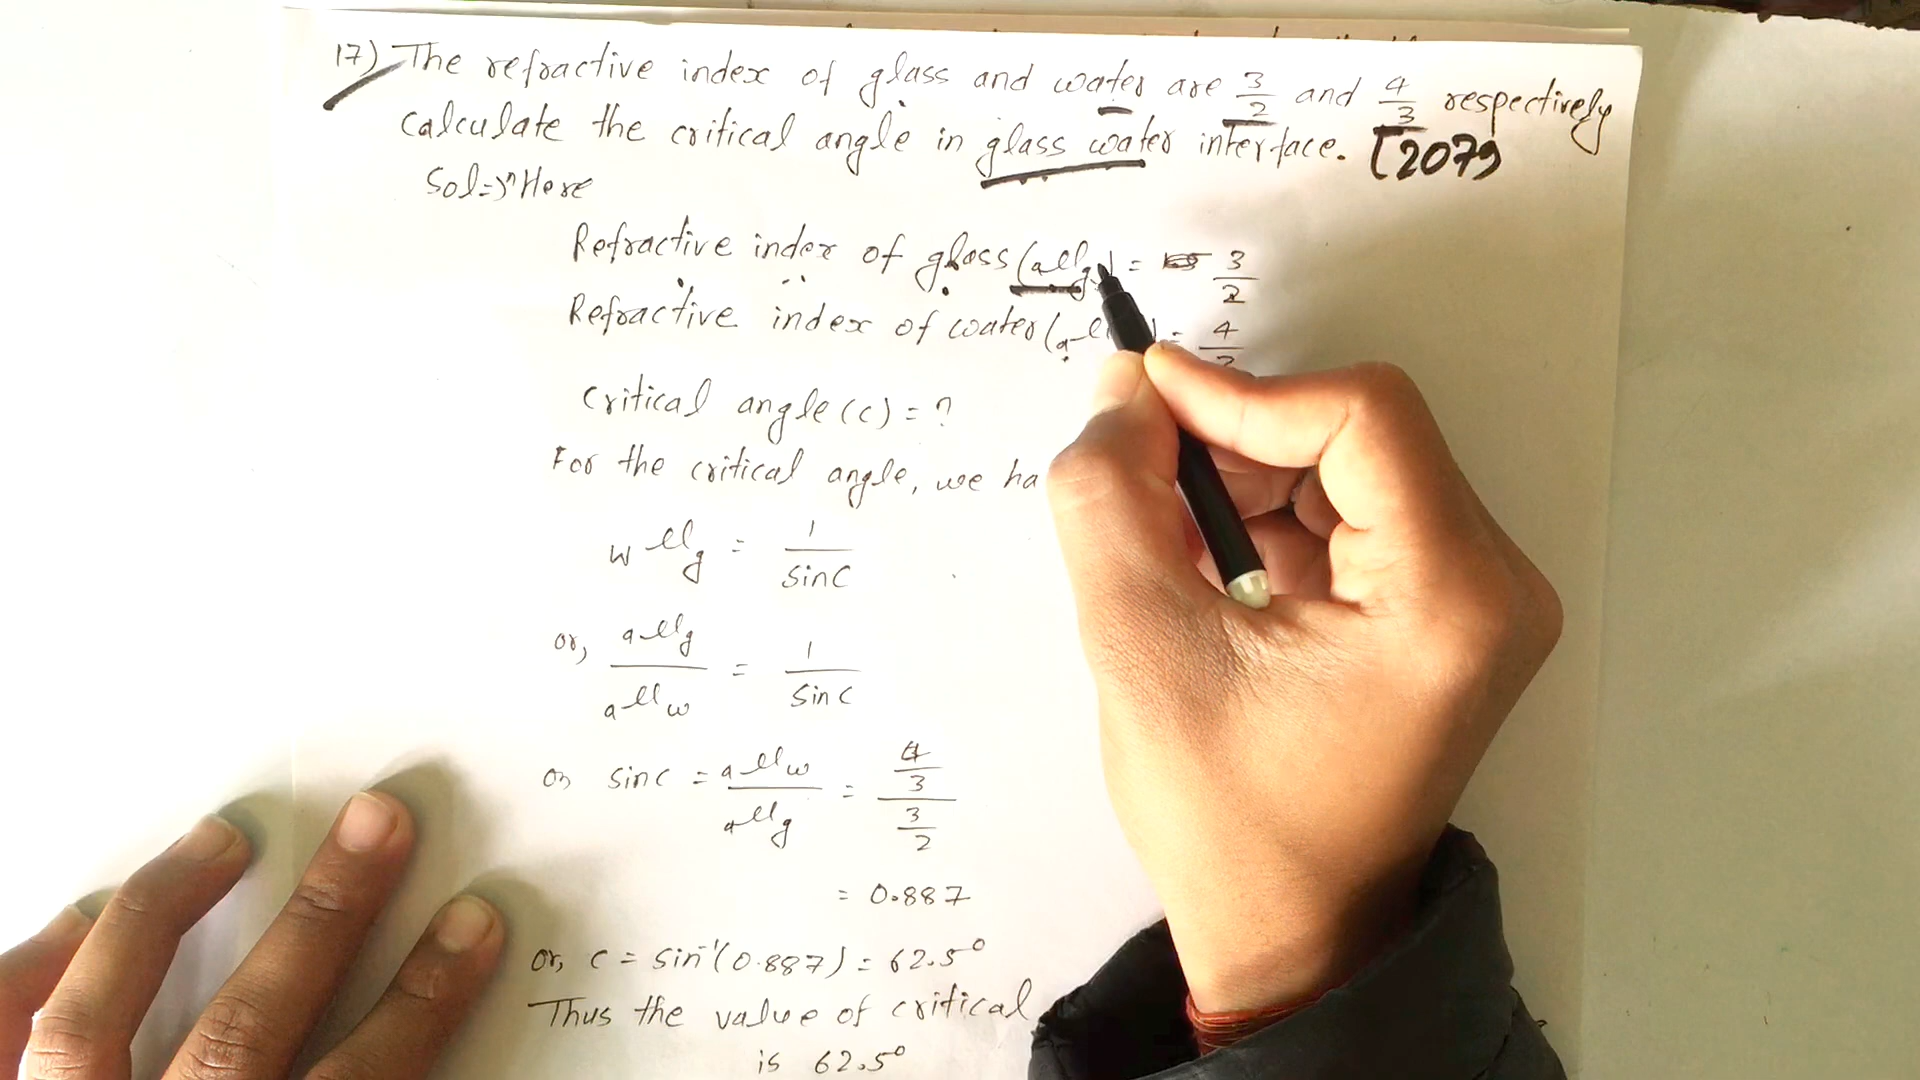 17) The refractive index of glass and water are 3/2 and 4/3 respectively
calculate the critical angle in glass water interface. [2079
Sol=>n Here
Refractive index of glass (aμg) = 3/2
Refractive index of water (aμ ) = 4/
Critical angle (c) = ?
For the critical angle, we ha
wμg = 1/sinC
or, aμg/aμw = 1/sinC
or sinc = aμw/aμg = 4/3/3/2
= 0.887
or, c = sin⁻¹(0.887) = 62.5°
Thus the value of critical
is 62.5°